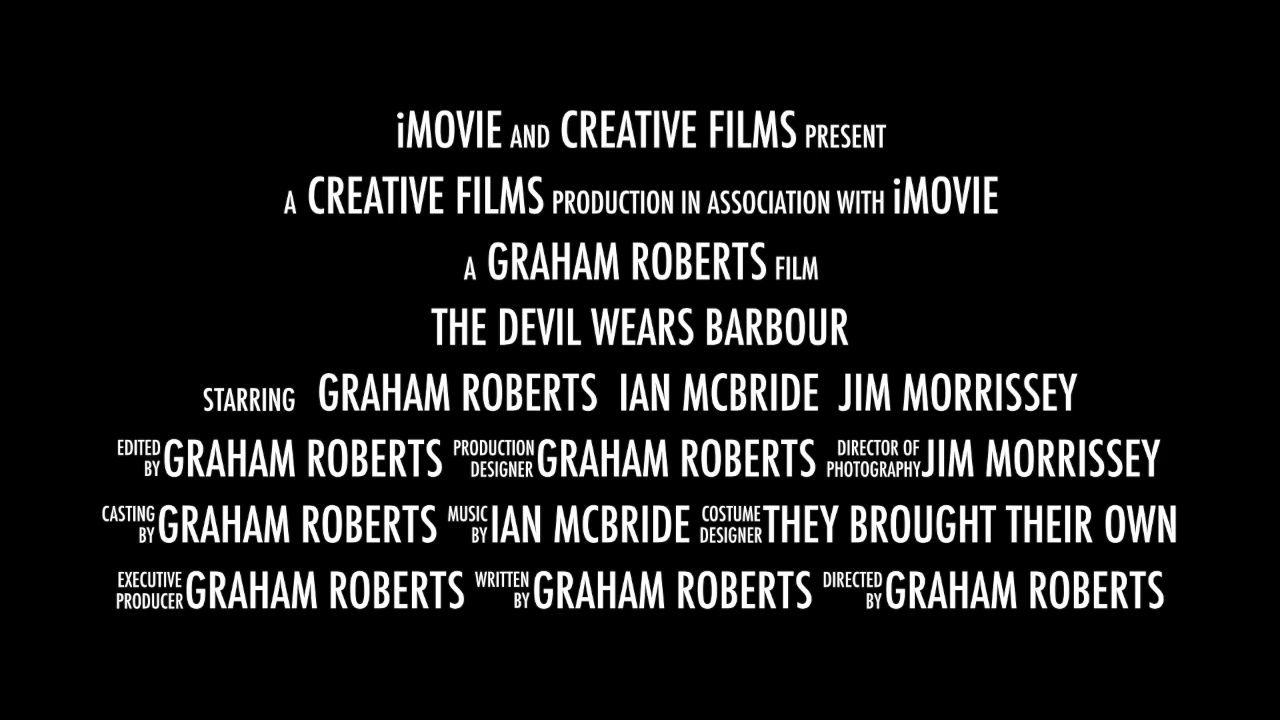 iMOVIE AND CREATIVE FILMS PRESENT
A CREATIVE FILMS PRODUCTION IN ASSOCIATION WITH iMOVIE
A GRAHAM ROBERTS FILM
THE DEVIL WEARS BARBOUR
STARRING GRAHAM ROBERTS IAN MCBRIDE JIM MORRISSEY
EDITED BY GRAHAM ROBERTS PRODUCTION DESIGNER GRAHAM ROBERTS DIRECTOR OF PHOTOGRAPHY JIM MORRISSEY
CASTING BY GRAHAM ROBERTS MUSIC BY IAN MCBRIDE COSTUME DESIGNER THEY BROUGHT THEIR OWN
EXECUTIVE PRODUCER GRAHAM ROBERTS WRITTEN BY GRAHAM ROBERTS DIRECTED BY GRAHAM ROBERTS